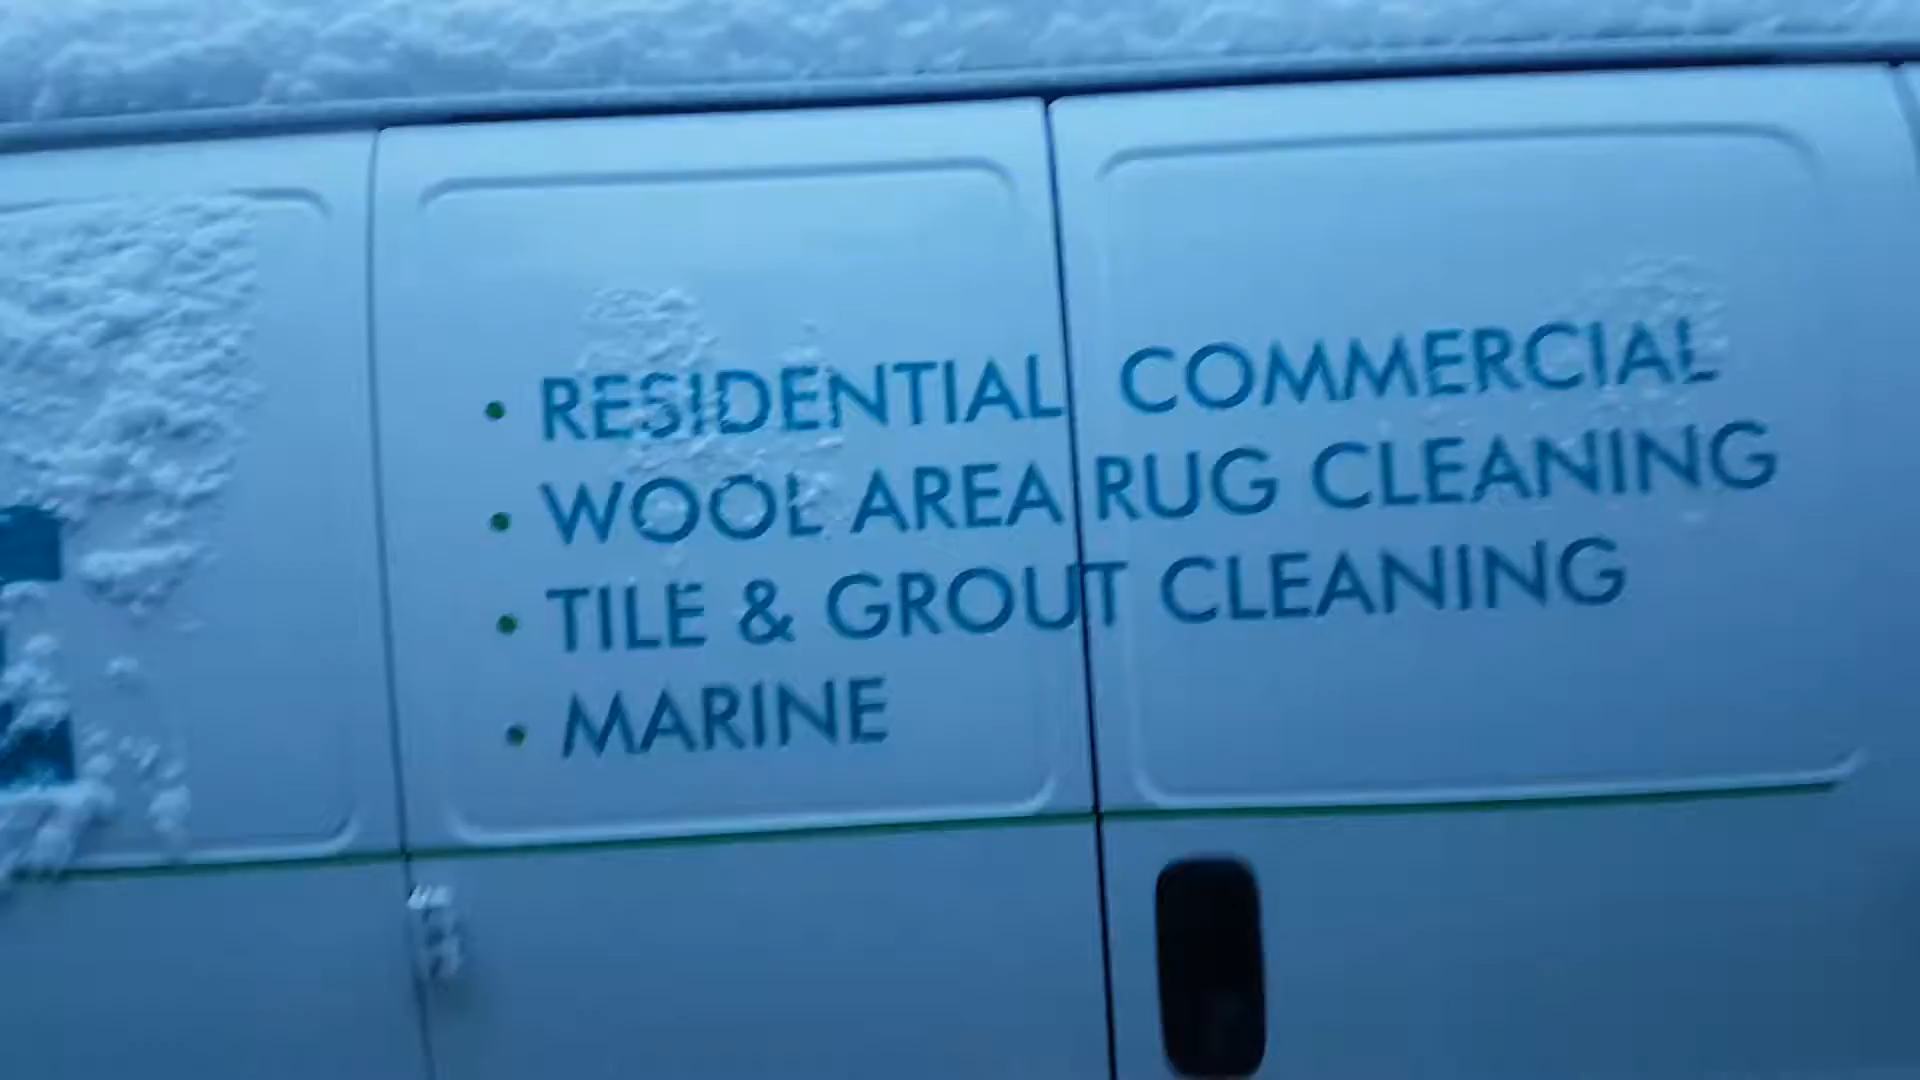 • RESIDENTIAL COMMERCIAL
• WOOL AREA RUG CLEANING
• TILE & GROUT CLEANING
• MARINE